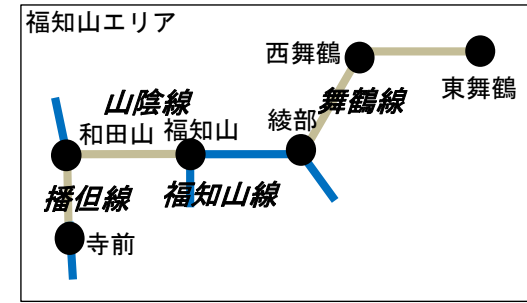 福知山エリア
西舞鶴
東舞鶴
山陰線
舞鶴線
和田山
福知山
綾部
播但線
福知山線
寺前